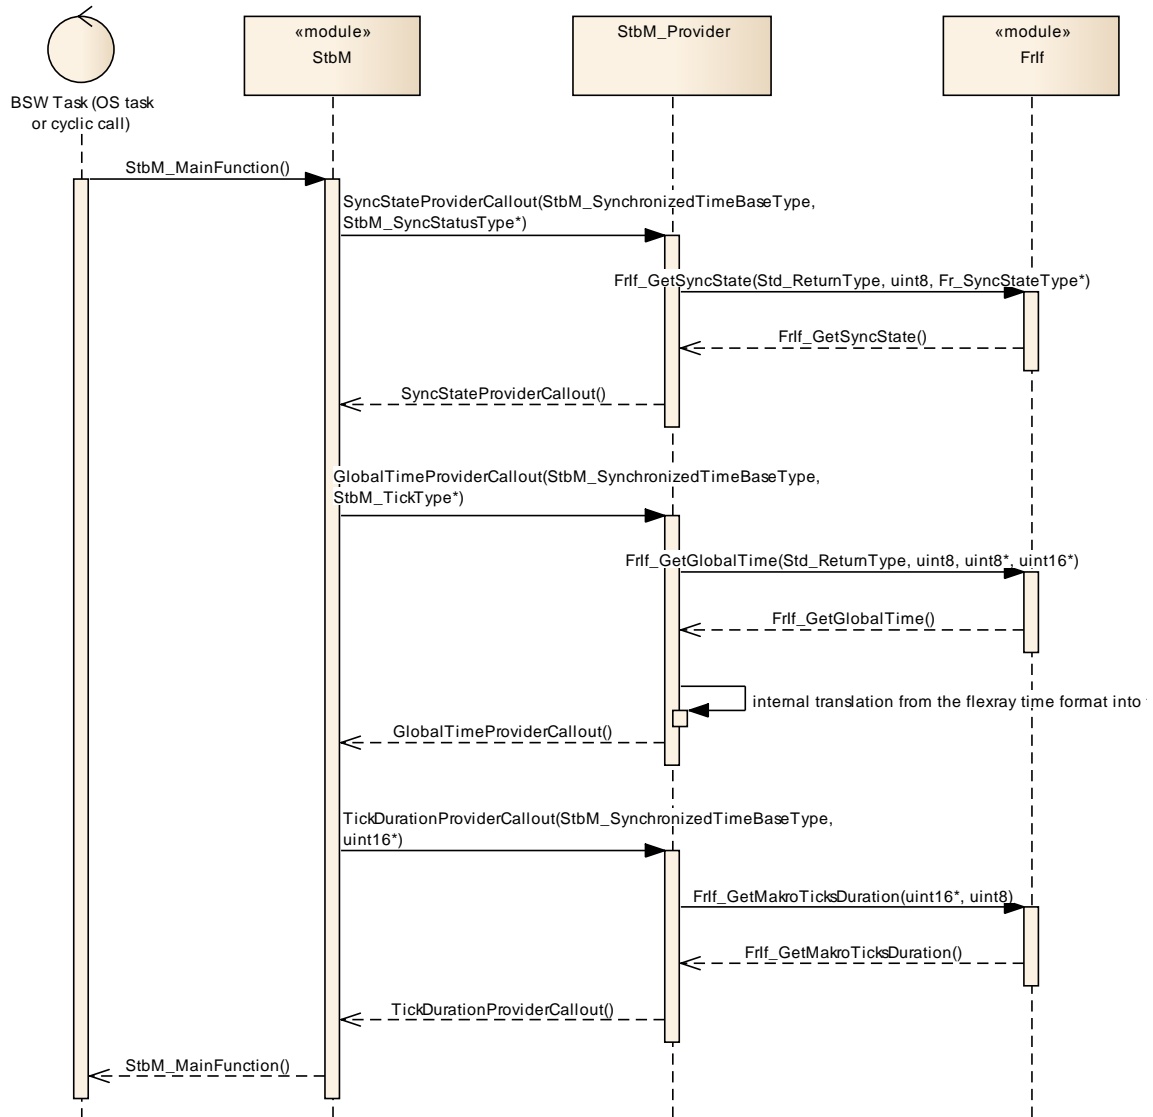 «module»
StbM
StbM_Provider
«module»
FrIf
BSW Task (OS task
or cyclic call)
StbM_MainFunction()
SyncStateProviderCallout(StbM_SynchronizedTimeBaseType,
StbM_SyncStatusType*)
FrIf_GetSyncState(Std_ReturnType, uint8, Fr_SyncStateType*)
FrIf_GetSyncState()
SyncStateProviderCallout()
GlobalTimeProviderCallout(StbM_SynchronizedTimeBaseType,
StbM_TickType*)
FrIf_GetGlobalTime(Std_ReturnType, uint8, uint8*, uint16*)
FrIf_GetGlobalTime()
internal translation from the flexray time format into
GlobalTimeProviderCallout()
TickDurationProviderCallout(StbM_SynchronizedTimeBaseType,
uint16*)
FrIf_GetMakroTicksDuration(uint16*, uint8)
FrIf_GetMakroTicksDuration()
TickDurationProviderCallout()
StbM_MainFunction()